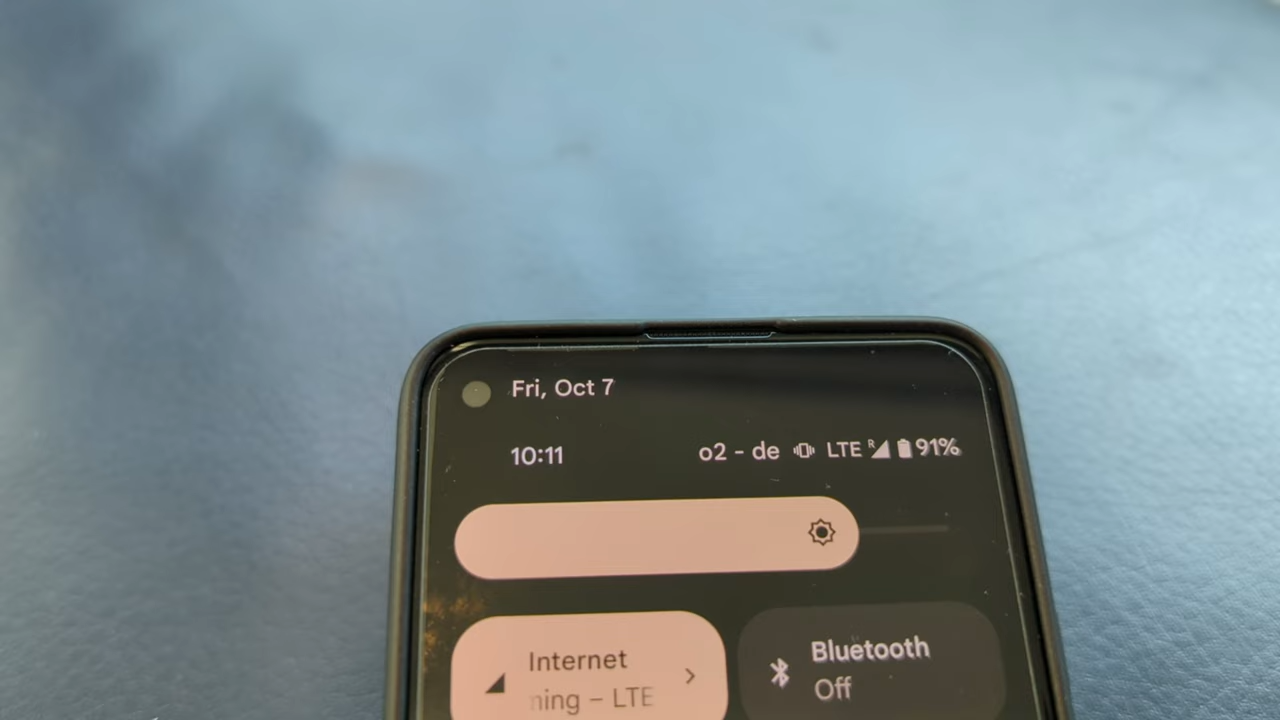 Fri, Oct 7
10:11 o2 - de LTE R 91%
Internet
ning – LTE
Bluetooth
Off